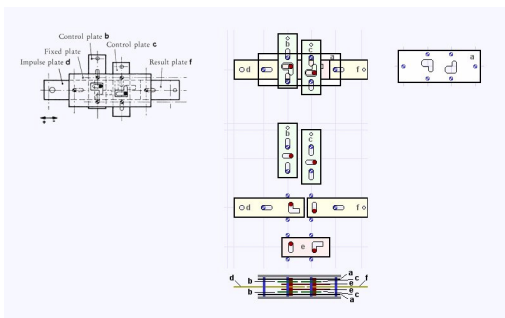 Control plate b
Control plate c
Fixed plate
Impulse plate d
Result plate f
b
c
a
d
f
a
b
c
d
f
e
d
a
f
b
c
e
b
e
c
a